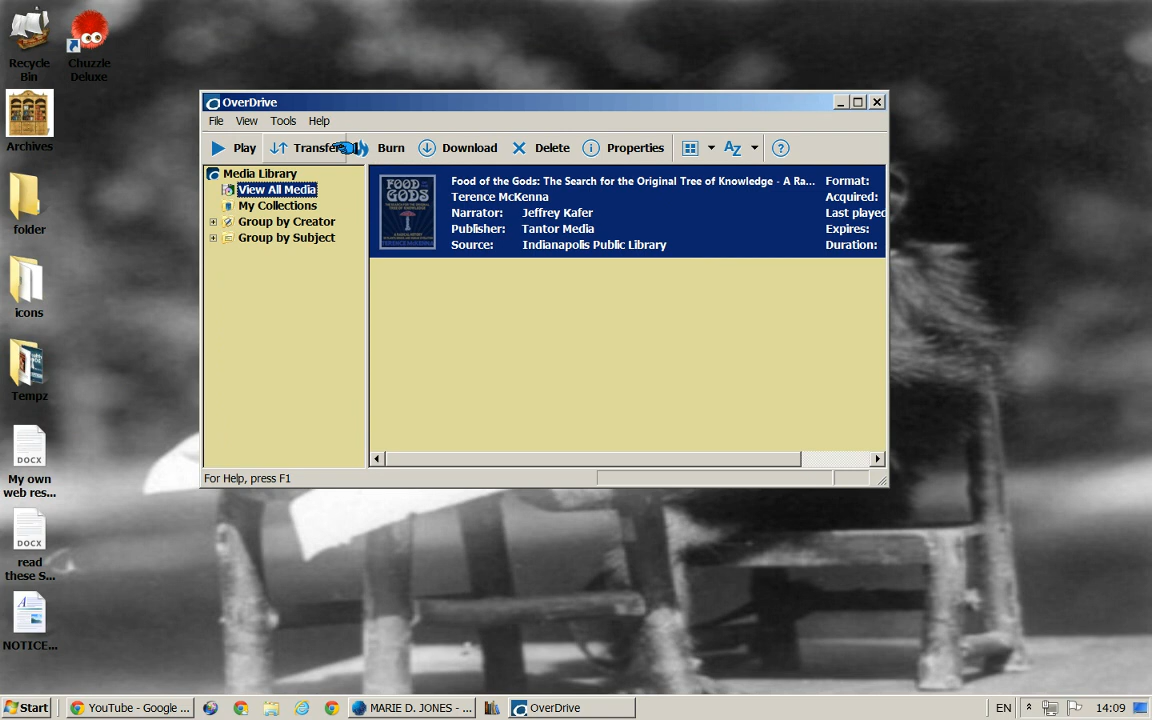 Recycle
Bin
Chuzzle
Deluxe
Archives
folder
icons
Tempz
DOCX
My own
web res...
DOCX
read
these S...
NOTICE...
OverDrive
File View Tools Help
Play Transfer Burn Download Delete Properties
Media Library
View All Media
My Collections
Group by Creator
Group by Subject
FOOD OF THE GODS
TERENCE MCKENNA
Food of the Gods: The Search for the Original Tree of Knowledge - A Ra...
Terence McKenna
Narrator: Jeffrey Kafer
Publisher: Tantor Media
Source: Indianapolis Public Library
Format:
Acquired:
Last played
Expires:
Duration:
For Help, press F1
Start
YouTube - Google ...
MARIE D. JONES - ...
OverDrive
EN
14:09